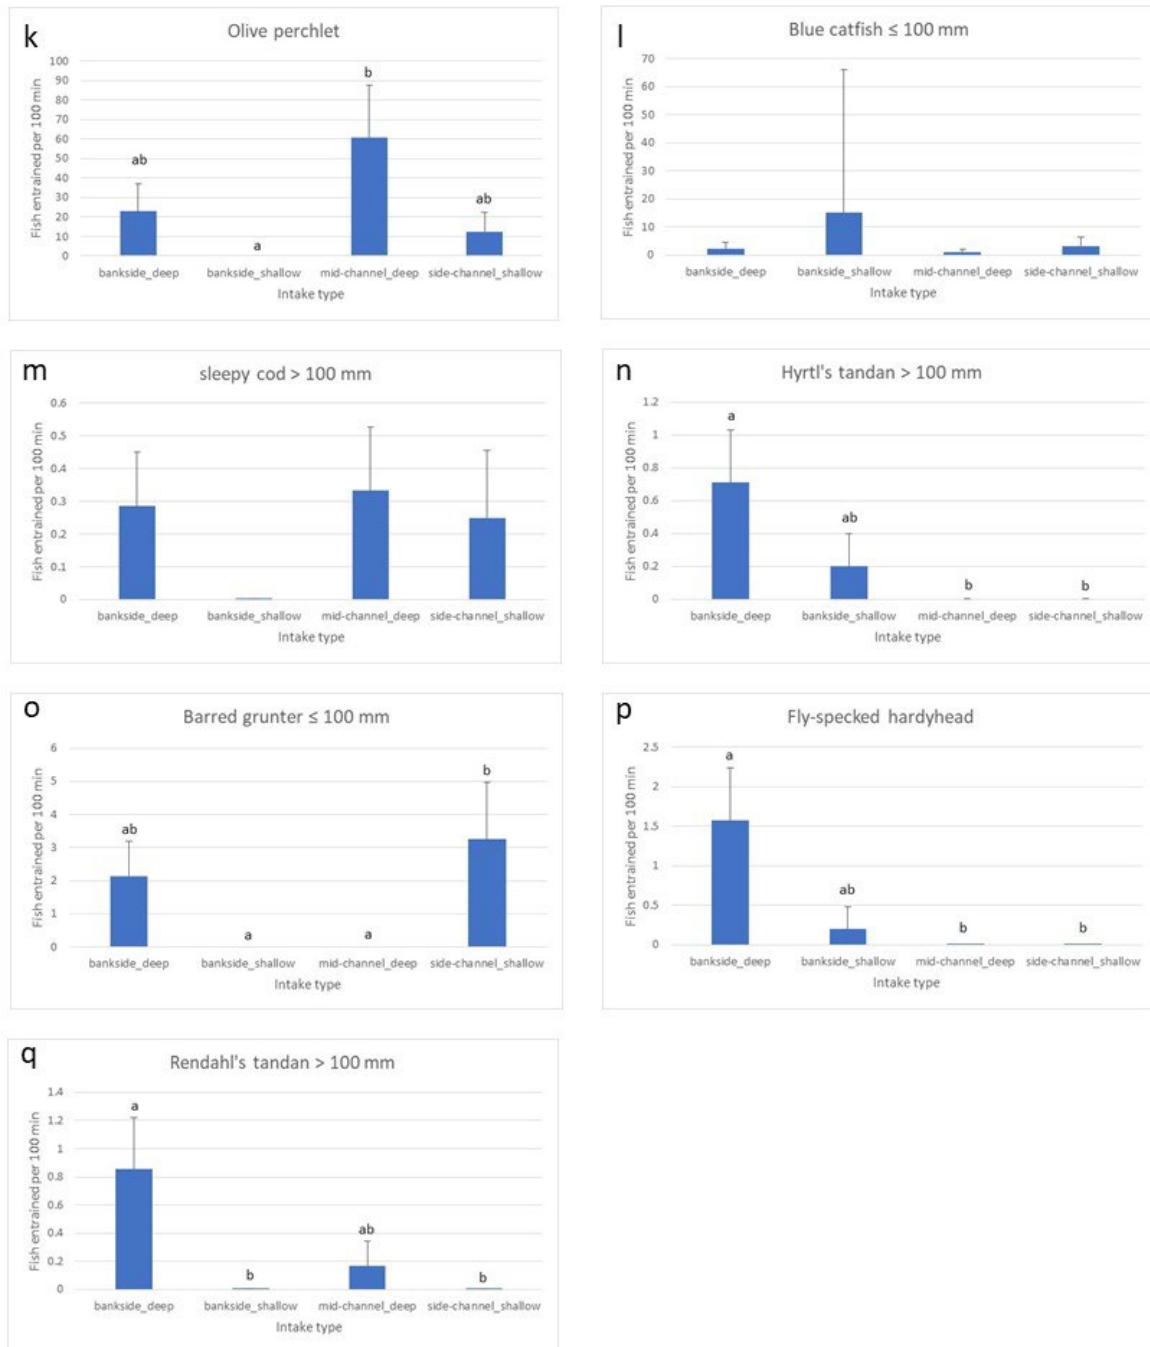 k
Olive perchlet
Fish entrained per 100 min
100
90
80
70
60
50
40
30
20
10
0
ab
a
b
ab
bankside_deep bankside_shallow mid-channel_deep side-channel_shallow
Intake type
l
Blue catfish ≤ 100 mm
Fish entrained per 100 min
70
60
50
40
30
20
10
0
bankside_deep bankside_shallow mid-channel_deep side-channel_shallow
Intake type
m
sleepy cod > 100 mm
Fish entrained per 100 min
0.6
0.5
0.4
0.3
0.2
0.1
0
bankside_deep bankside_shallow mid-channel_deep side-channel_shallow
Intake type
n
Hyrtl's tandan > 100 mm
Fish entrained per 100 min
1.2
1
0.8
0.6
0.4
0.2
0
a
ab
b
b
bankside_deep bankside_shallow mid-channel_deep side-channel_shallow
Intake type
o
Barred grunter ≤ 100 mm
Fish entrained per 100 min
6
5
4
3
2
1
0
ab
a
a
b
bankside_deep bankside_shallow mid-channel_deep side-channel_shallow
Intake type
p
Fly-specked hardyhead
Fish entrained per 100 min
2.5
2
1.5
1
0.5
0
a
ab
b
b
bankside_deep bankside_shallow mid-channel_deep side-channel_shallow
Intake type
q
Rendahl's tandan > 100 mm
Fish entrained per 100 min
1.4
1.2
1
0.8
0.6
0.4
0.2
0
a
b
ab
b
bankside_deep bankside_shallow mid-channel_deep side-channel_shallow
Intake type